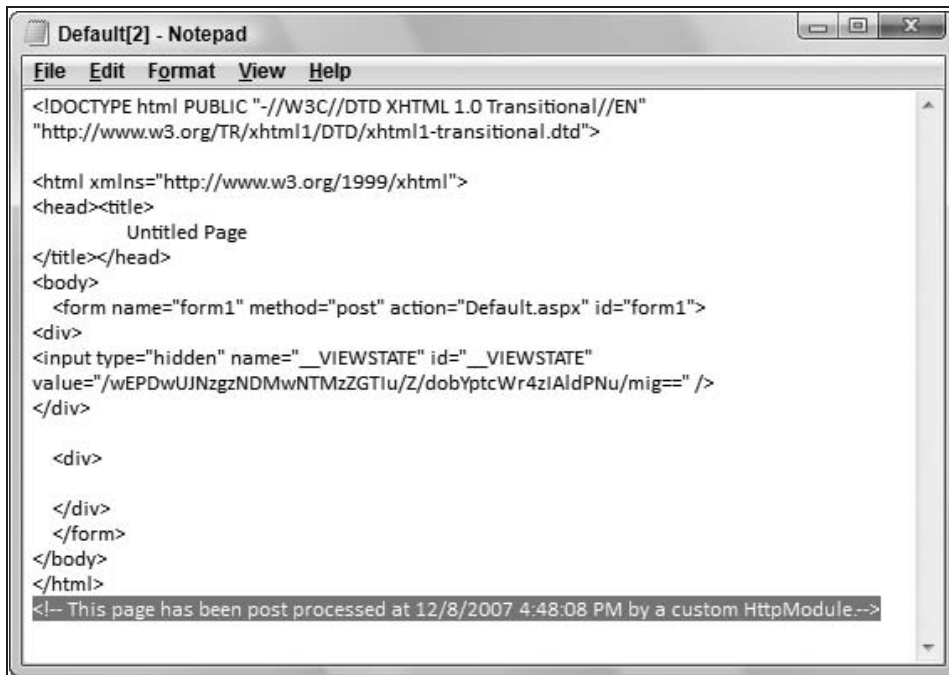 Default[2] - Notepad
File Edit Format View Help
<!DOCTYPE html PUBLIC "-//W3C//DTD XHTML 1.0 Transitional//EN"
"http://www.w3.org/TR/xhtml1/DTD/xhtml1-transitional.dtd">
<html xmlns="http://www.w3.org/1999/xhtml">
<head><title>
Untitled Page
</title></head>
<body>
<form name="form1" method="post" action="Default.aspx" id="form1">
<div>
<input type="hidden" name="__VIEWSTATE" id="__VIEWSTATE"
value="/wEPDwUJNzgzNDMwNTMzZGTIu/Z/dobYptcWr4zIAldPNu/mig==" />
</div>
<div>
</div>
</form>
</body>
</html>
<!-- This page has been post processed at 12/8/2007 4:48:08 PM by a custom HttpModule.-->